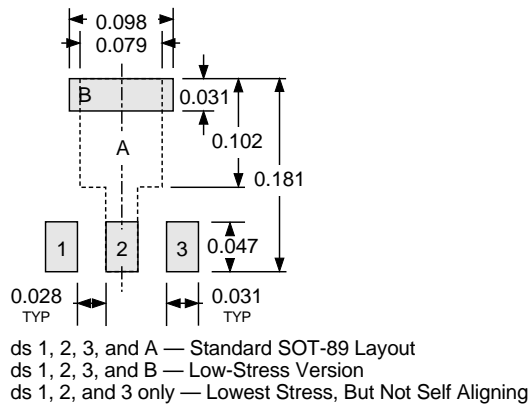 0.098
0.079
B
0.031
A
0.102
0.181
1
2
3
0.047
0.028
TYP
0.031
TYP
ds 1, 2, 3, and A — Standard SOT-89 Layout
ds 1, 2, 3, and B — Low-Stress Version
ds 1, 2, and 3 only — Lowest Stress, But Not Self Aligning